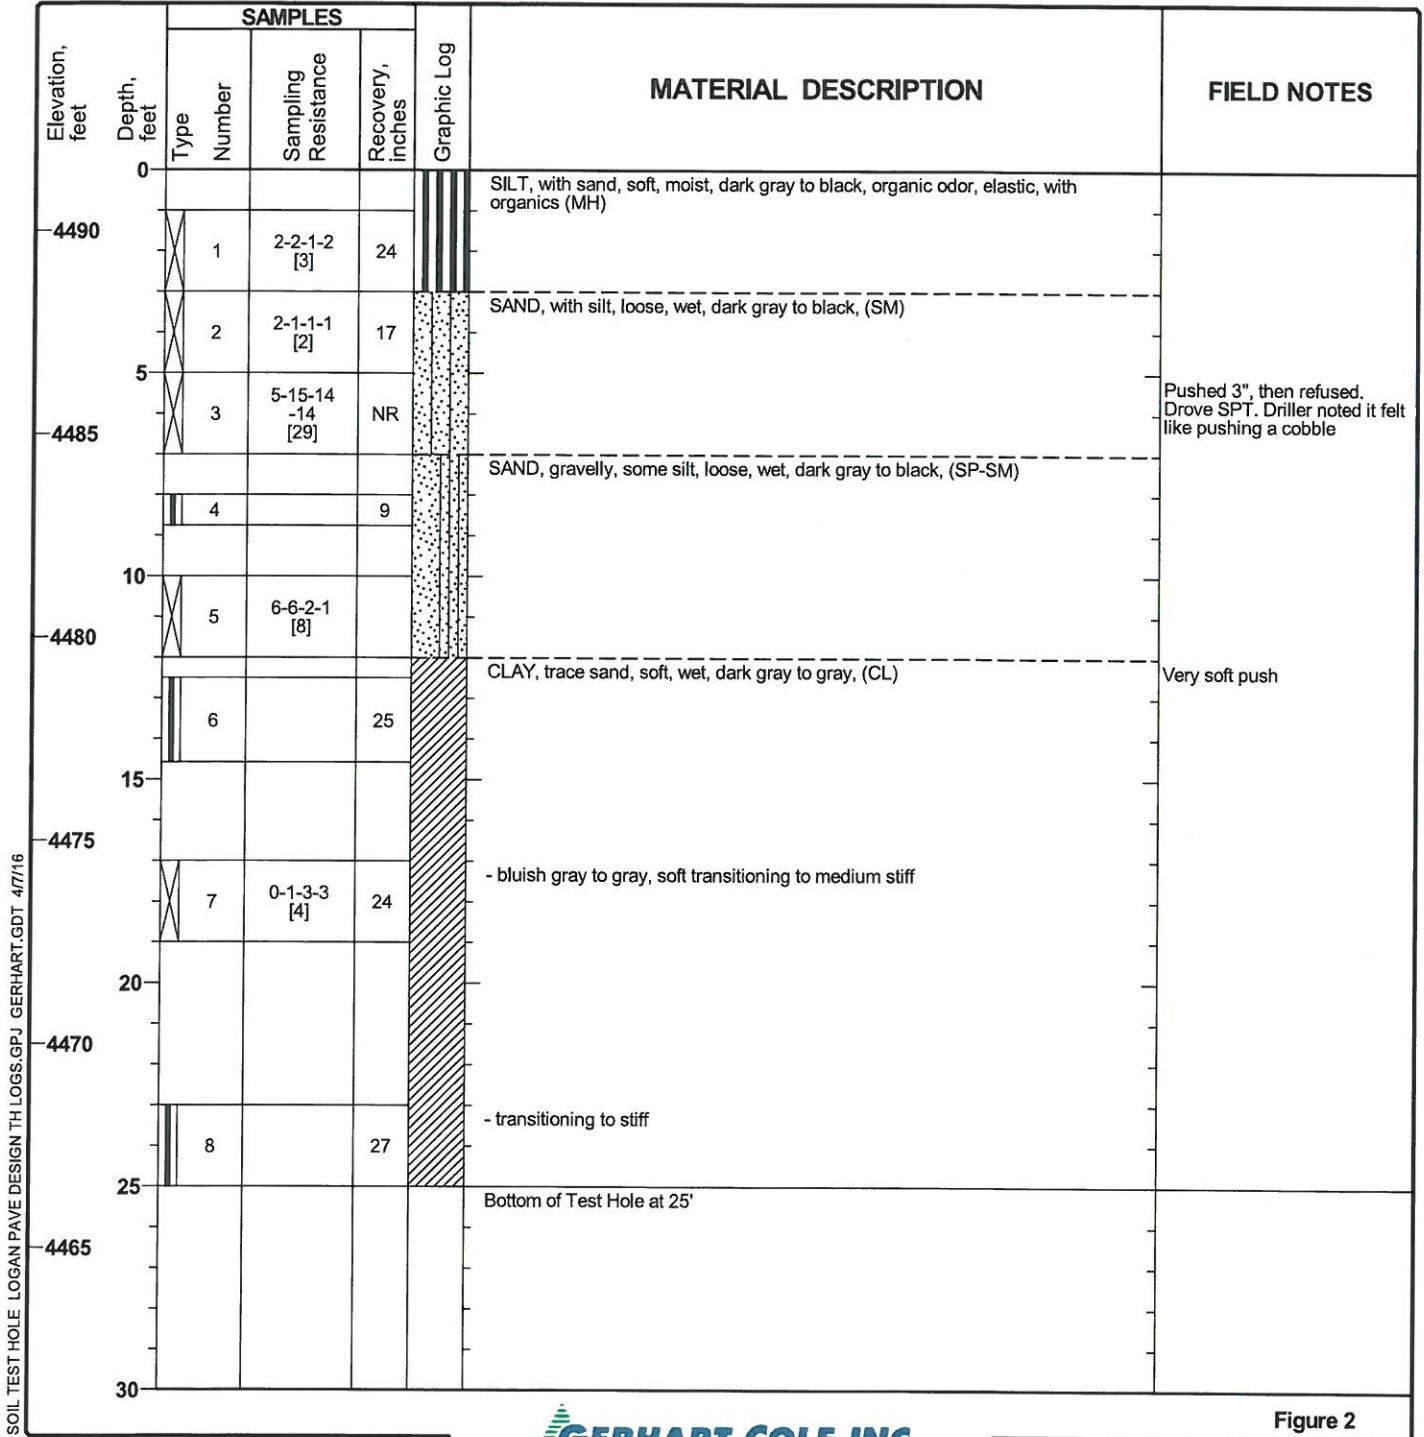 SAMPLES
Elevation,
feet
Depth,
feet
Type
Number
Sampling
Resistance
Recovery,
inches
Graphic Log
MATERIAL DESCRIPTION
FIELD NOTES
0
SILT, with sand, soft, moist, dark gray to black, organic odor, elastic, with
organics (MH)
4490
1
2-2-1-2
[3]
24
SAND, with silt, loose, wet, dark gray to black, (SM)
2
2-1-1-1
[2]
17
5
3
5-15-14
-14
[29]
NR
Pushed 3", then refused.
Drove SPT. Driller noted it felt
like pushing a cobble
4485
SAND, gravelly, some silt, loose, wet, dark gray to black, (SP-SM)
4
9
10
5
6-6-2-1
[8]
4480
CLAY, trace sand, soft, wet, dark gray to gray, (CL)
Very soft push
6
25
15
4475
- bluish gray to gray, soft transitioning to medium stiff
7
0-1-3-3
[4]
24
20
4470
- transitioning to stiff
8
27
25
Bottom of Test Hole at 25'
4465
30
SOIL TEST HOLE LOGAN PAVE DESIGN TH LOGS.GPJ GERHART.GDT 4/7/16
GERHART COLE INC
Figure 2